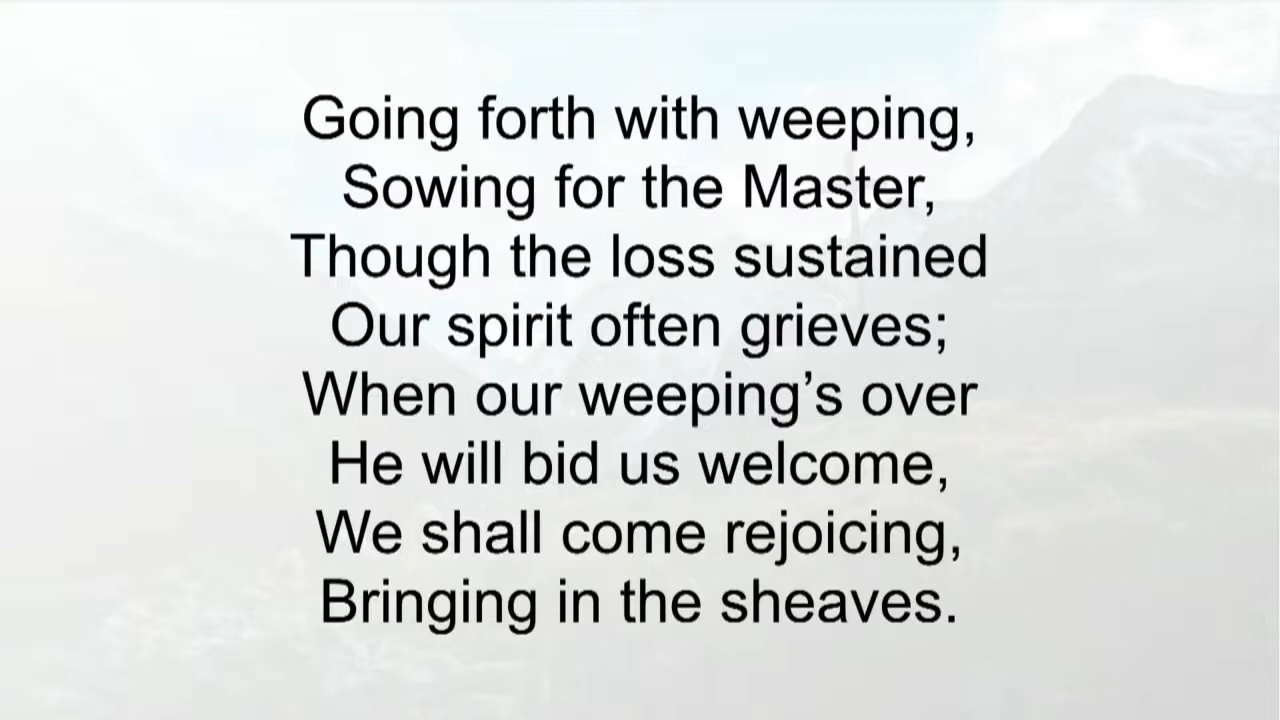 Going forth with weeping,
Sowing for the Master,
Though the loss sustained
Our spirit often grieves;
When our weeping’s over
He will bid us welcome,
We shall come rejoicing,
Bringing in the sheaves.